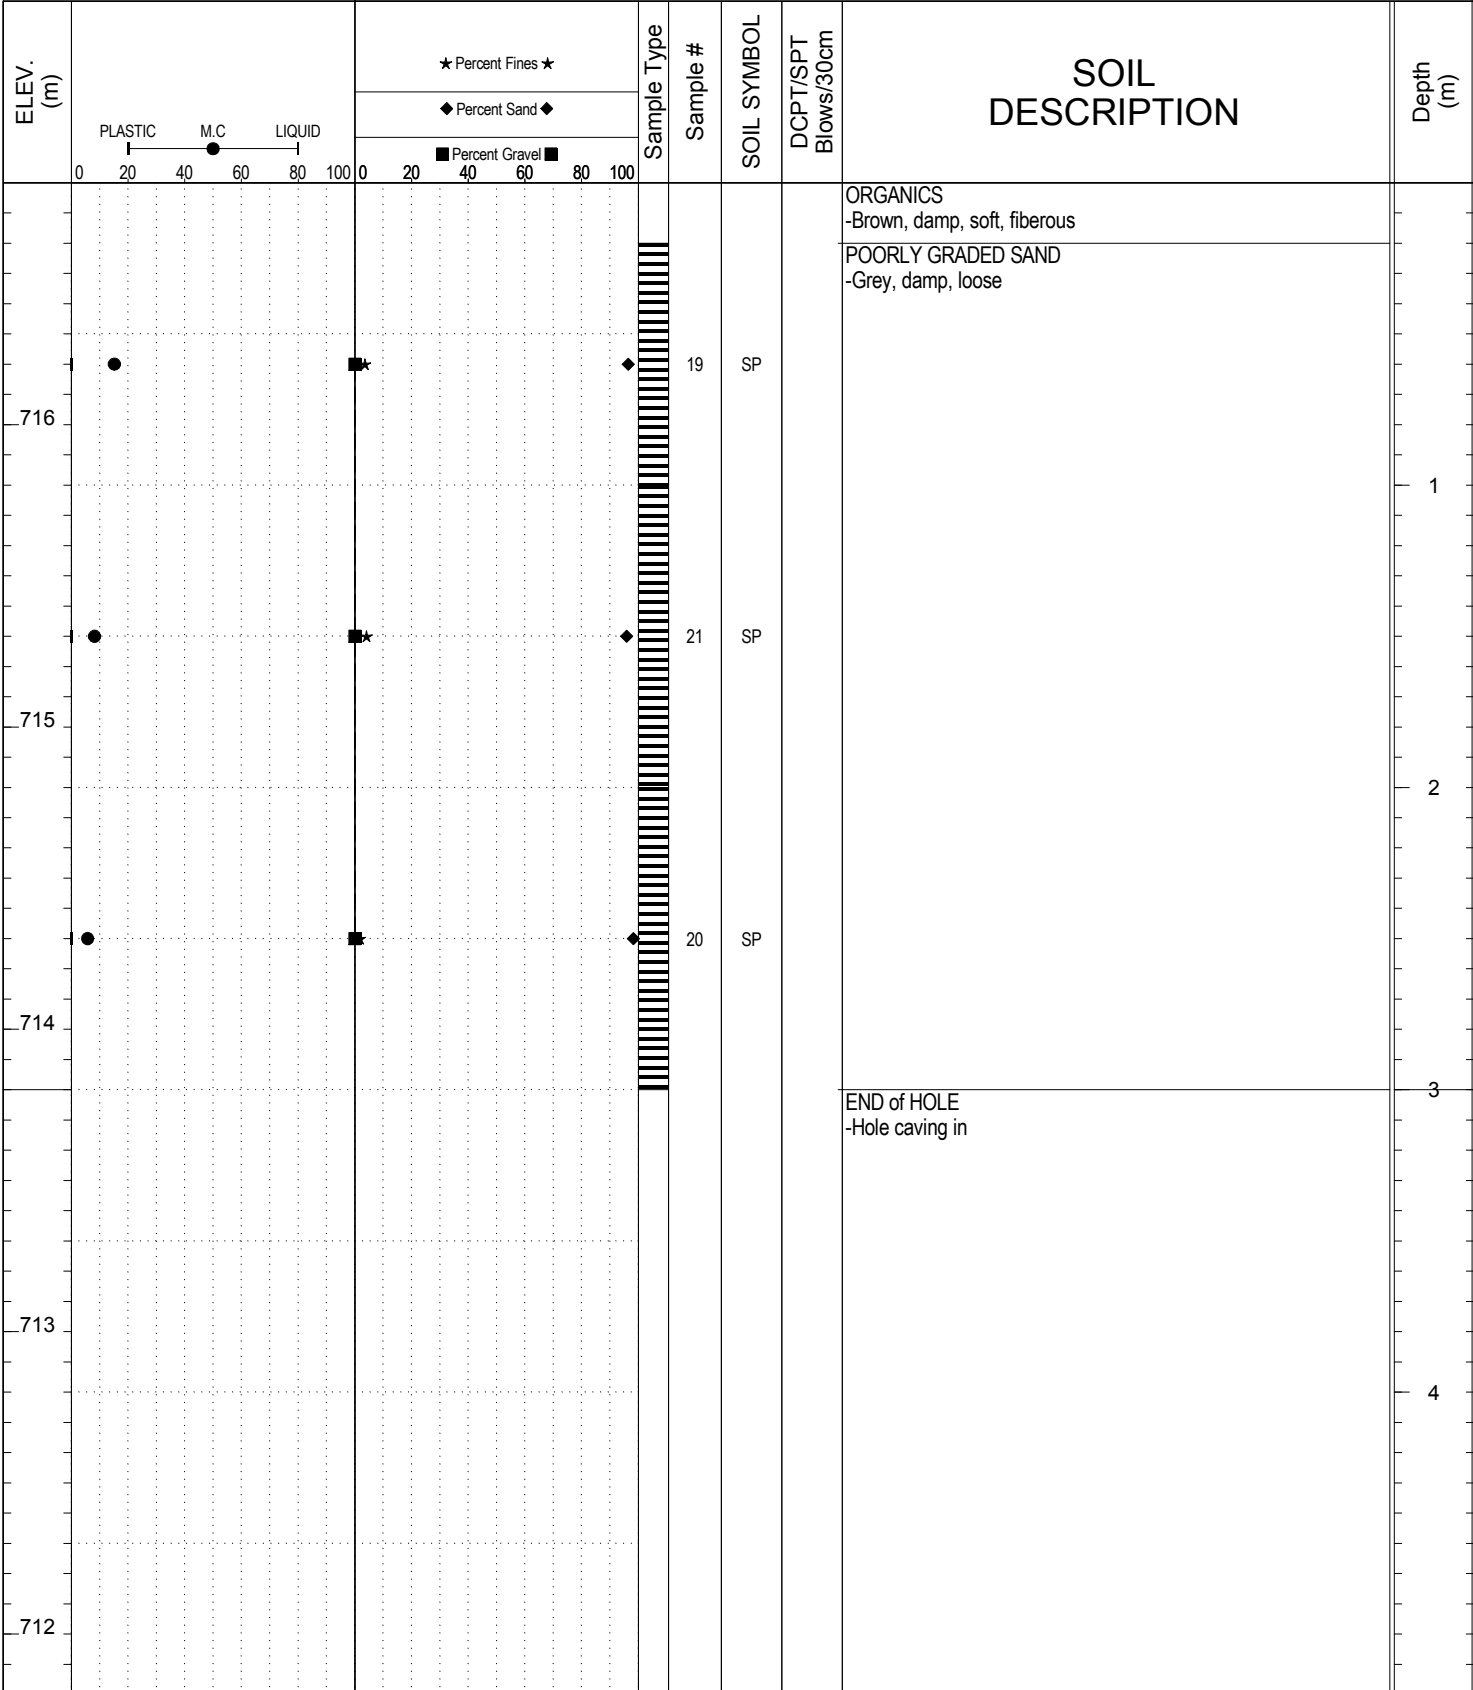 ELEV.
(m)
PLASTIC M.C LIQUID
0 20 40 60 80 100
★ Percent Fines ★
◆ Percent Sand ◆
■ Percent Gravel ■
0 20 40 60 80 100
Sample Type
Sample #
SOIL SYMBOL
DCPT/SPT
Blows/30cm
SOIL
DESCRIPTION
Depth
(m)
ORGANICS
-Brown, damp, soft, fiberous
POORLY GRADED SAND
-Grey, damp, loose
19 SP
716
1
21 SP
715
2
20 SP
714
3
END of HOLE
-Hole caving in
713
4
712